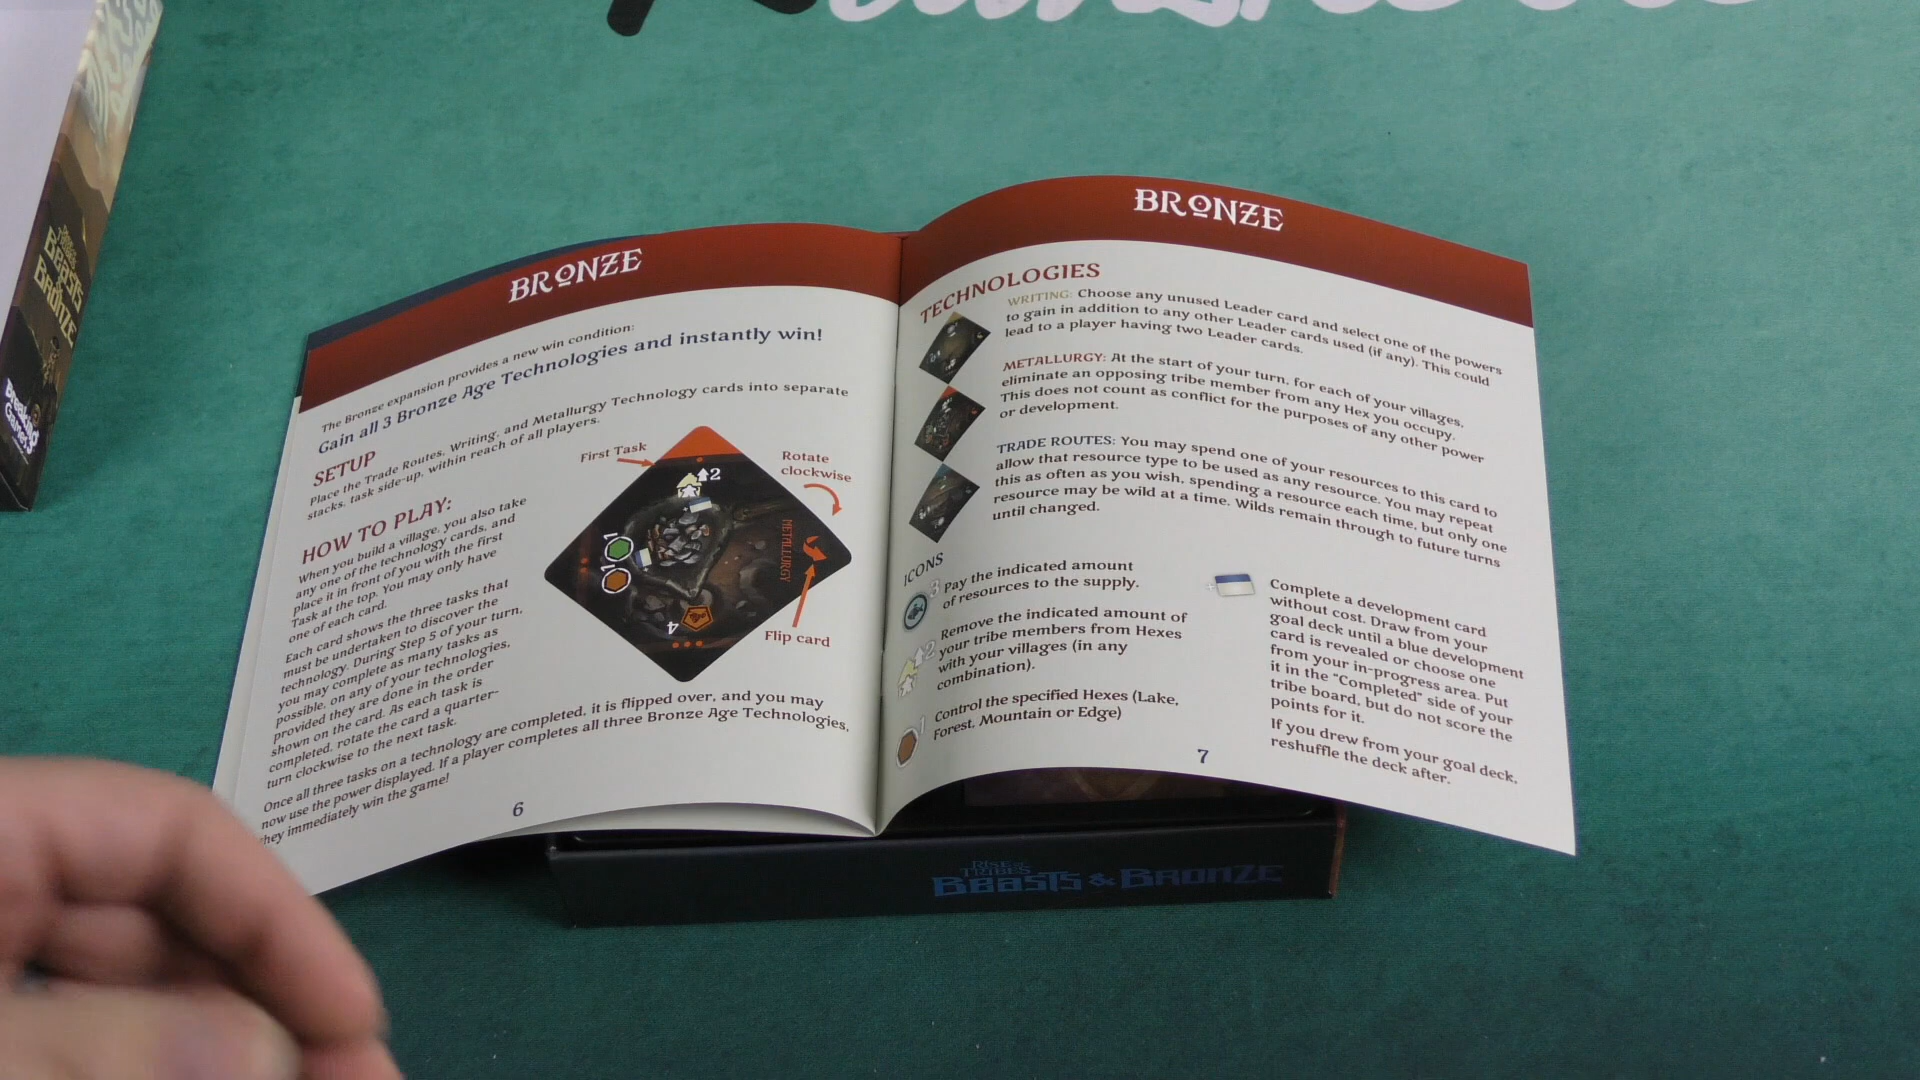 BRONZE
The Bronze expansion provides a new win condition:
Gain all 3 Bronze Age Technologies and instantly win!
SETUP
Place the Trade Routes, Writing, and Metallurgy Technology cards into separate
stacks, task side-up, within reach of all players.
HOW TO PLAY:
When you build a village, you also take
any one of the technology cards, and
place it in front of you with the first
Task at the top. You may only have
one of each card.
Each card shows the three tasks that
must be undertaken to discover the
technology. During Step 5 of your turn,
you may complete as many tasks as
possible, on any of your technologies,
provided they are done in the order
shown on the card. As each task is
completed, rotate the card a quarter-
turn clockwise to the next task.
First Task
Rotate
clockwise
2
1
1
METALLURGY
4
Flip card
Once all three tasks on a technology are completed, it is flipped over, and you may
now use the power displayed. If a player completes all three Bronze Age Technologies,
they immediately win the game!
6
BRONZE
TECHNOLOGIES
WRITING: Choose any unused Leader card and select one of the powers
to gain in addition to any other Leader cards used (if any). This could
lead to a player having two Leader cards.
METALLURGY: At the start of your turn, for each of your villages,
eliminate an opposing tribe member from any Hex you occupy.
This does not count as conflict for the purposes of any other power
or development.
TRADE ROUTES: You may spend one of your resources to this card to
allow that resource type to be used as any resource. You may repeat
this as often as you wish, spending a resource each time, but only one
resource may be wild at a time. Wilds remain through to future turns
until changed.
ICONS
3
Pay the indicated amount
of resources to the supply.
2
Remove the indicated amount of
your tribe members from Hexes
with your villages (in any
combination).
1
Control the specified Hexes (Lake,
Forest, Mountain or Edge)
Complete a development card
without cost. Draw from your
goal deck until a blue development
card is revealed or choose one
from your in-progress area. Put
it in the "Completed" side of your
tribe board, but do not score the
points for it.
If you drew from your goal deck,
reshuffle the deck after.
7
RISE OF
TRIBES
BEASTS & BRONZE
BEASTS
&
BRONZE
Breaking
Games